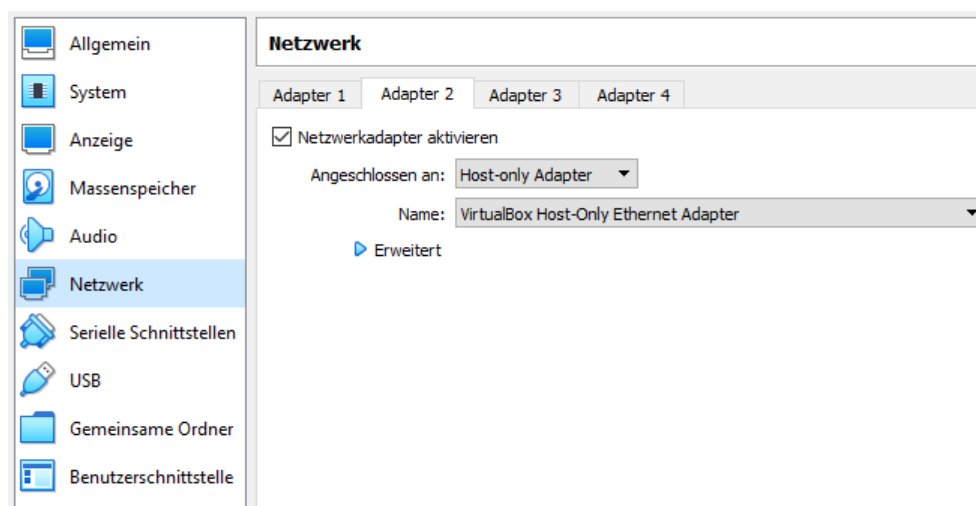 Allgemein
System
Anzeige
Massenspeicher
Audio
Netzwerk
Serielle Schnittstellen
USB
Gemeinsame Ordner
Benutzerschnittstelle
Netzwerk
Adapter 1 Adapter 2 Adapter 3 Adapter 4
Netzwerkadapter aktivieren
Angeschlossen an: Host-only Adapter
Name: VirtualBox Host-Only Ethernet Adapter
Erweitert